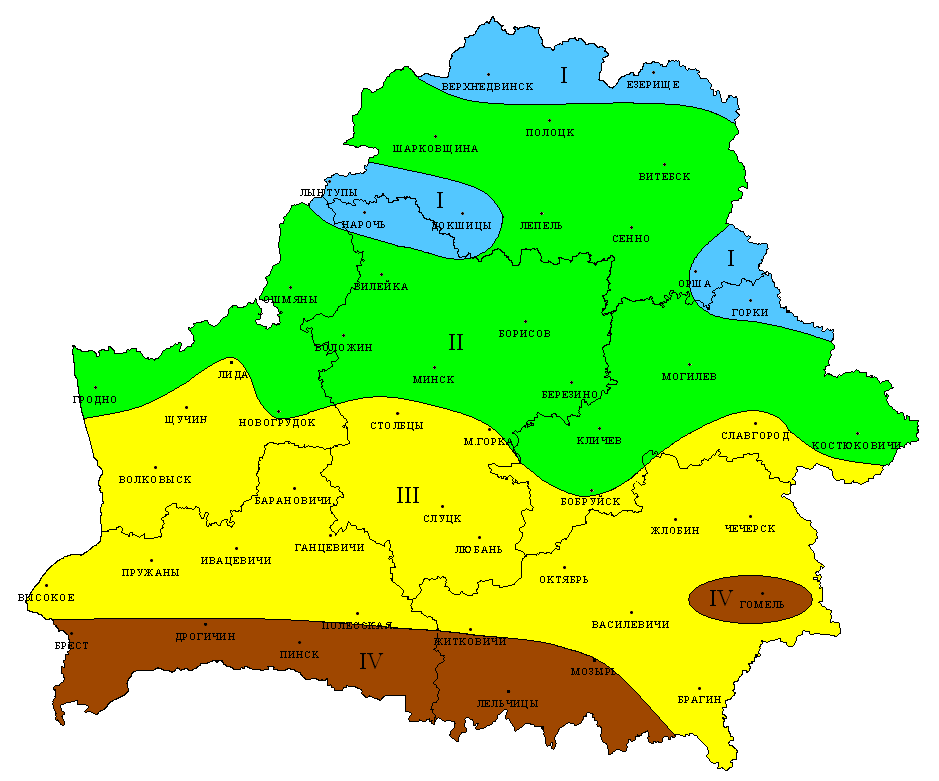 I
ВЕРХНЕДВИНСК
ЕЗЕРИЩЕ
ПОЛОЦК
ШАРКОВЩИНА
ВИТЕБСК
ЛЫНТУПЫ
I
НАРОЧЬ
ДОКШИЦЫ
ЛЕПЕЛЬ
СЕННО
I
ОРША
ВИЛЕЙКА
ОШМЯНЫ
ГОРКИ
БОРИСОВ
II
ВОЛОЖИН
ЛИДА
МИНСК
МОГИЛЕВ
ГРОДНО
БЕРЕЗИНО
ЩУЧИН
НОВОГРУДОК
СТОЛБЦЫ
М.ГОРКА
КЛИЧЕВ
СЛАВГОРОД
КОСТЮКОВИЧИ
ВОЛКОВЫСК
БАРАНОВИЧИ
III
БОБРУЙСК
СЛУЦК
ЖЛОБИН
ЧЕЧЕРСК
ГАНЦЕВИЧИ
ЛЮБАНЬ
ИВАЦЕВИЧИ
ПРУЖАНЫ
ОКТЯБРЬ
ВЫСОКОЕ
IV
ГОМЕЛЬ
ПОЛЕССКАЯ
ВАСИЛЕВИЧИ
ДРОГИЧИН
ЖИТКОВИЧИ
БРЕСТ
ПИНСК
IV
МОЗЫРЬ
ЛЕЛЬЧИЦЫ
БРАГИН